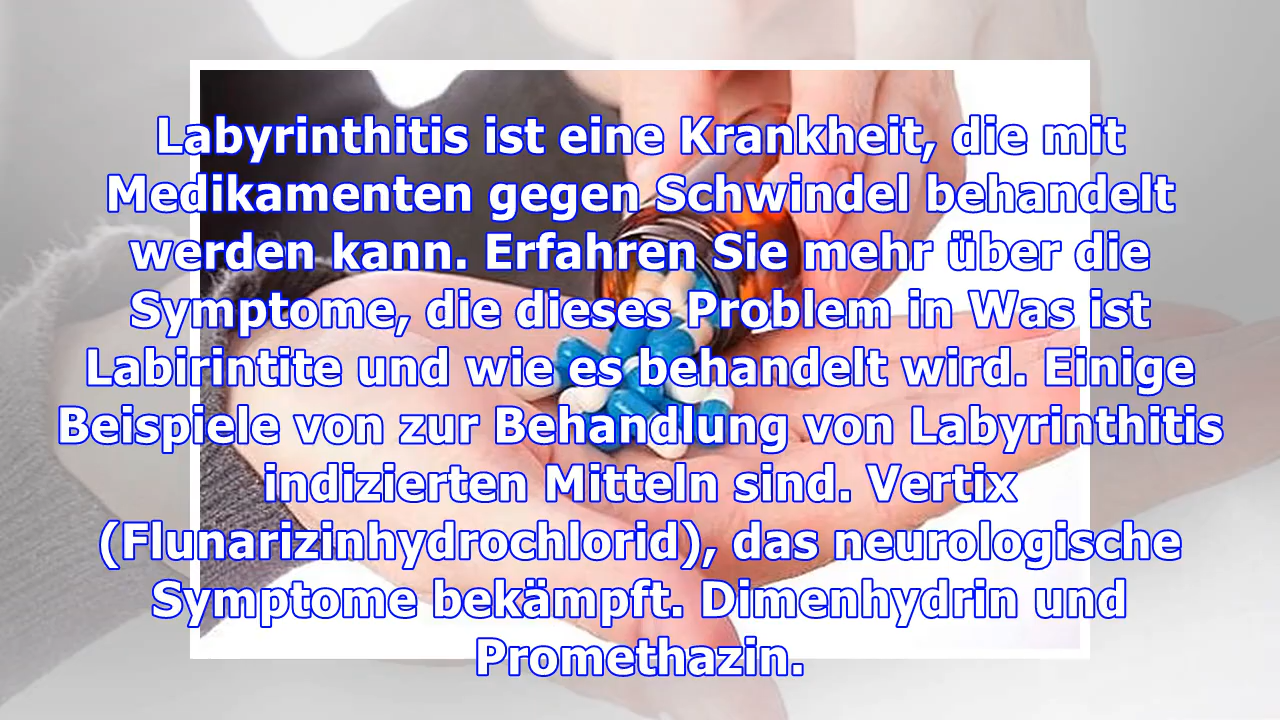 Labyrinthitis ist eine Krankheit, die mit
Medikamenten gegen Schwindel behandelt
werden kann. Erfahren Sie mehr über die
Symptome, die dieses Problem in Was ist
Labirintite und wie es behandelt wird. Einige
Beispiele von zur Behandlung von Labyrinthitis
indizierten Mitteln sind. Vertix
(Flunarizinhydrochlorid), das neurologische
Symptome bekämpft. Dimenhydrin und
Promethazin.